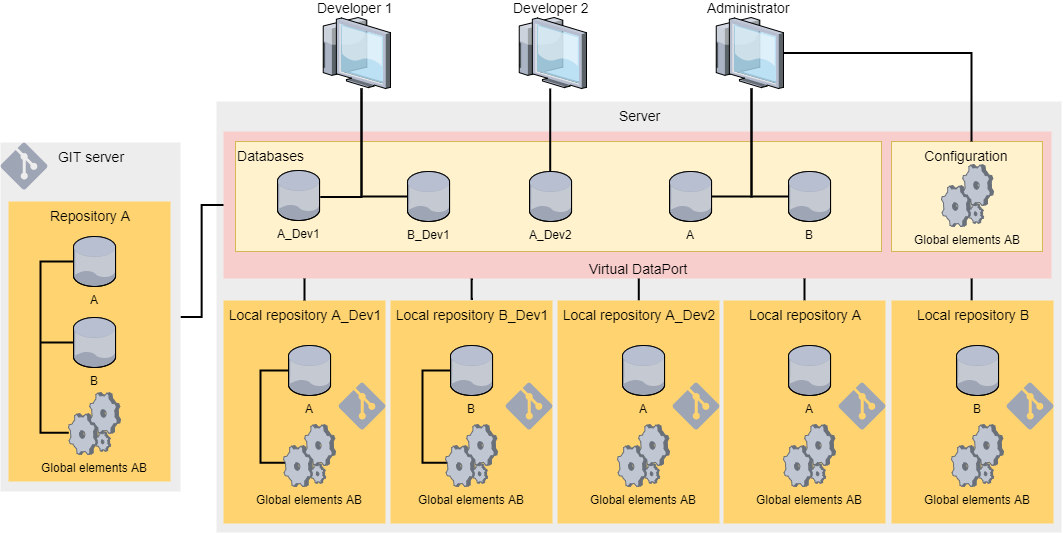 Developer 1
Developer 2
Administrator
Server
GIT server
Databases
Configuration
Repository A
A_Dev1
B_Dev1
A_Dev2
A
B
Global elements AB
Virtual DataPort
A
B
Global elements AB
Local repository A_Dev1
Local repository B_Dev1
Local repository A_Dev2
Local repository A
Local repository B
A
B
A
A
B
Global elements AB
Global elements AB
Global elements AB
Global elements AB
Global elements AB